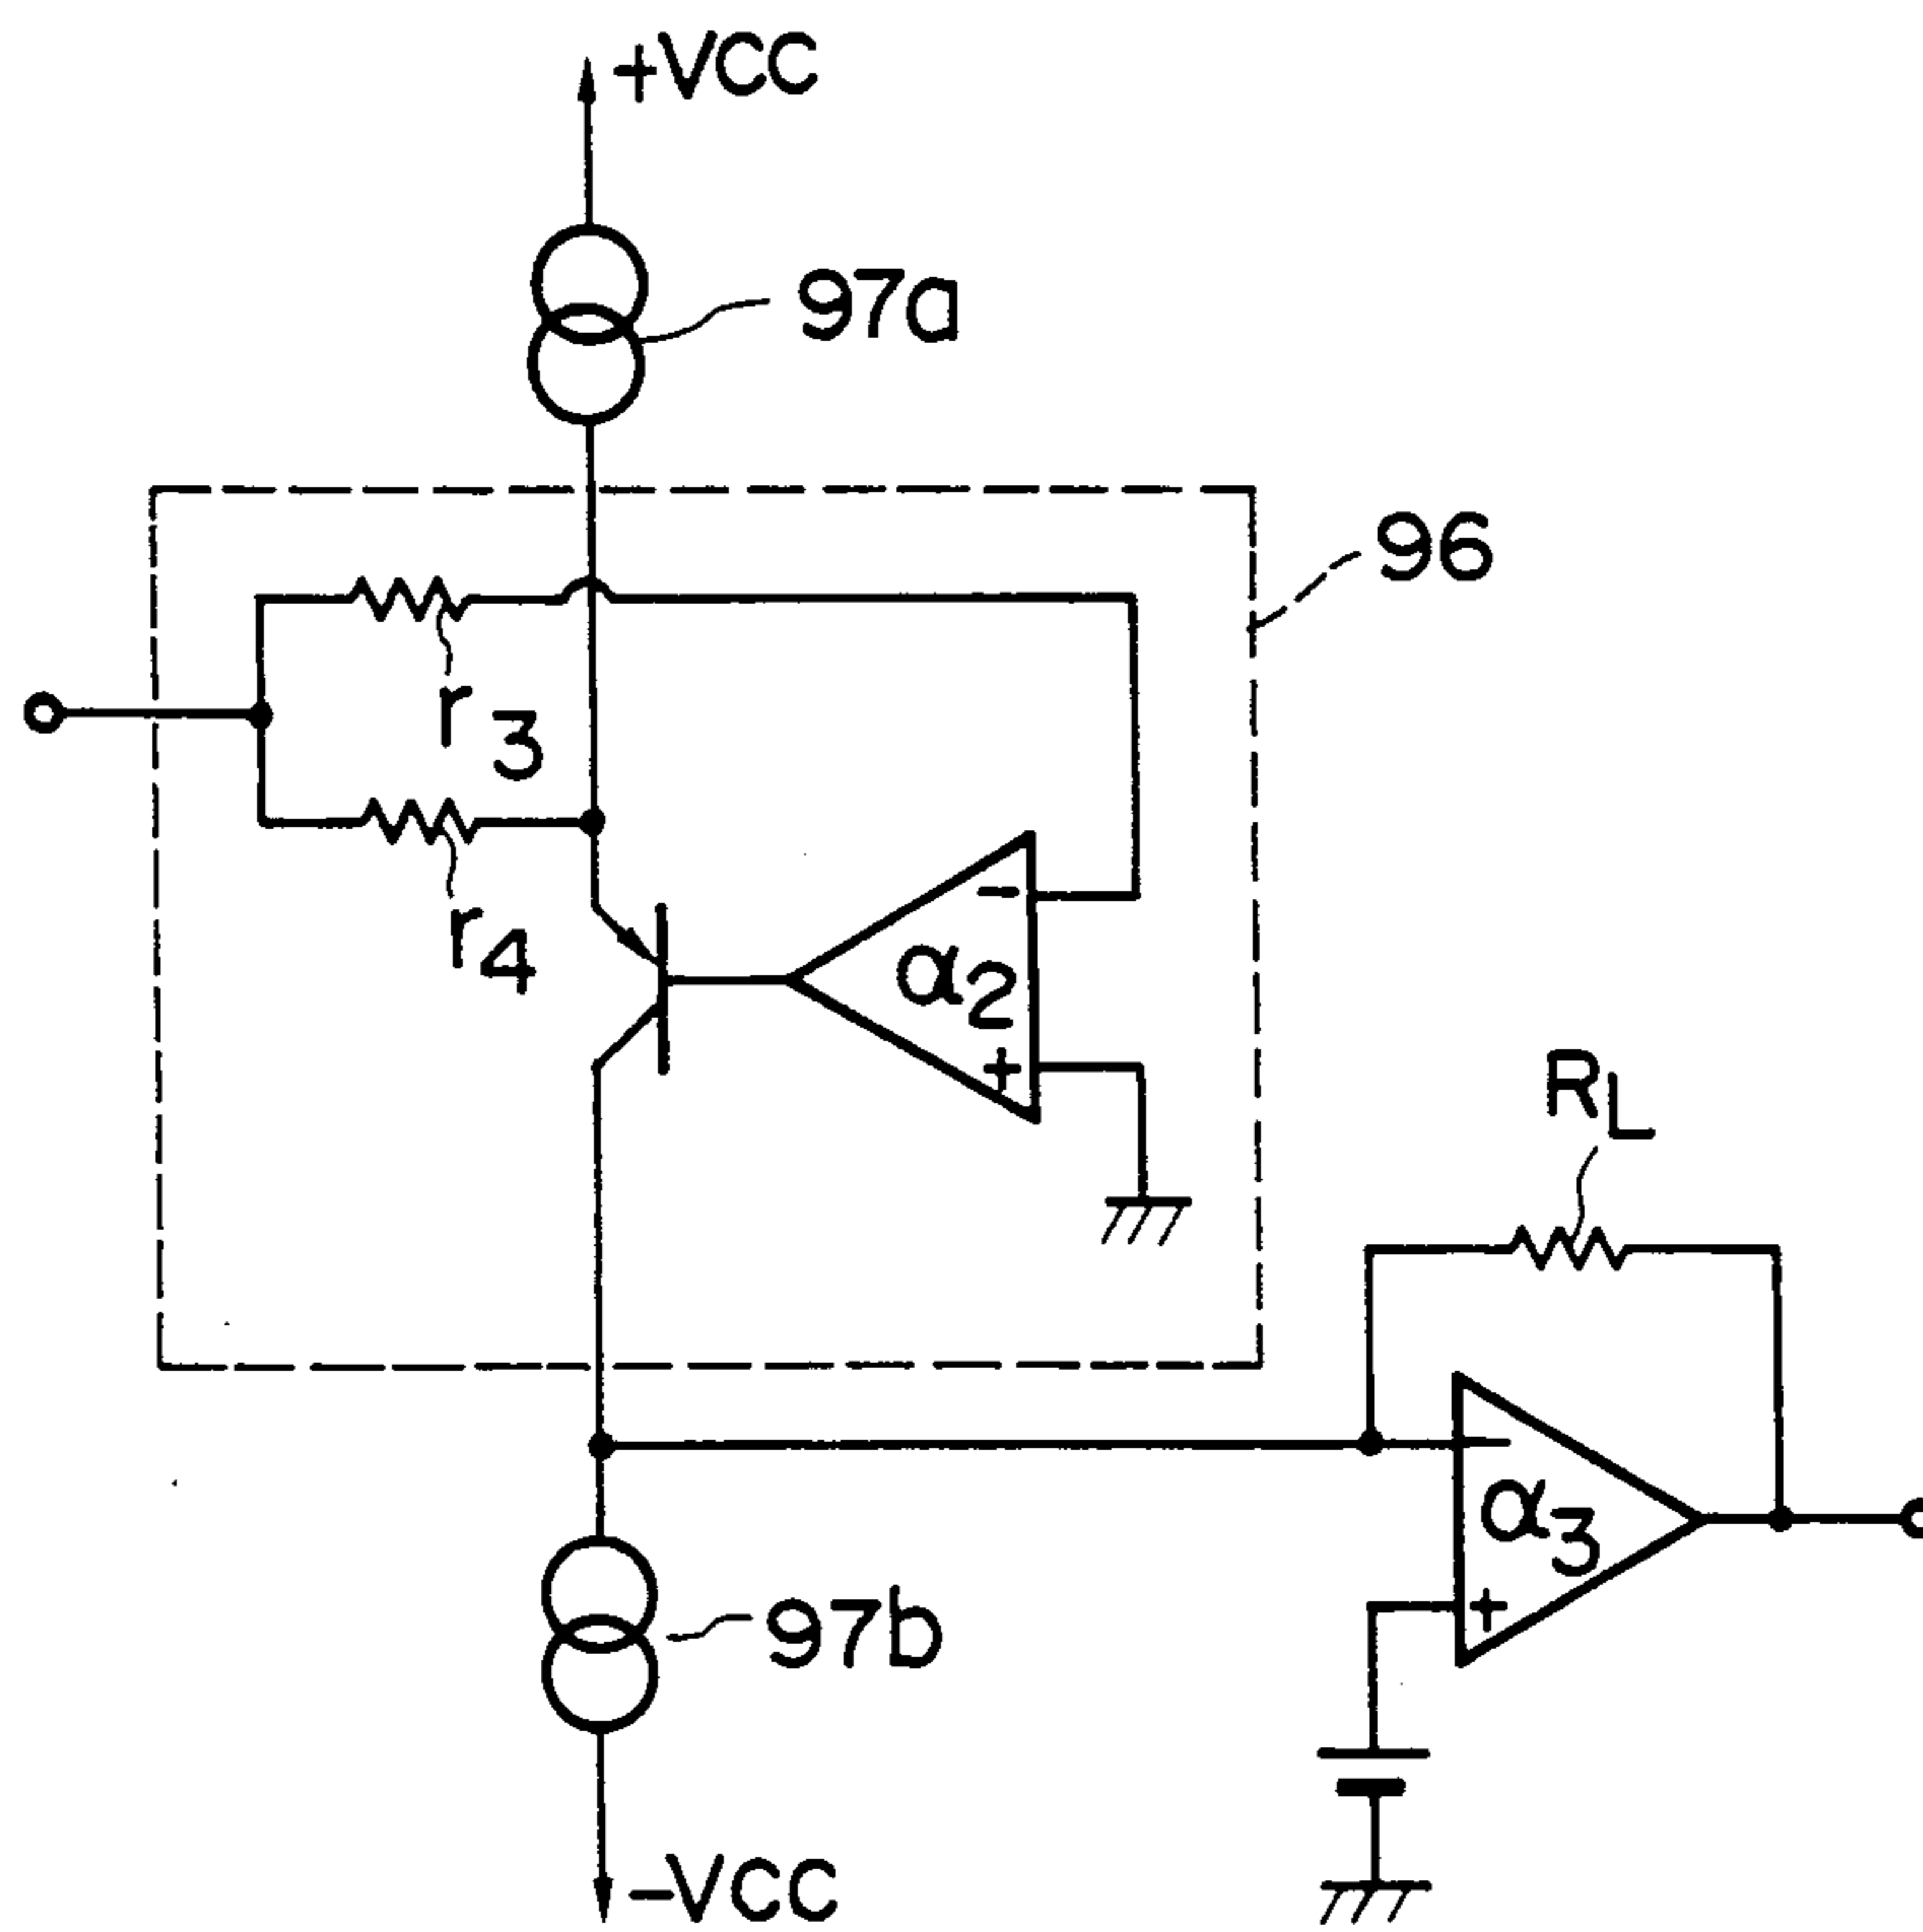 +VCC
97a
96
r3
r4
-
α2
+
RL
-
α3
+
97b
-VCC